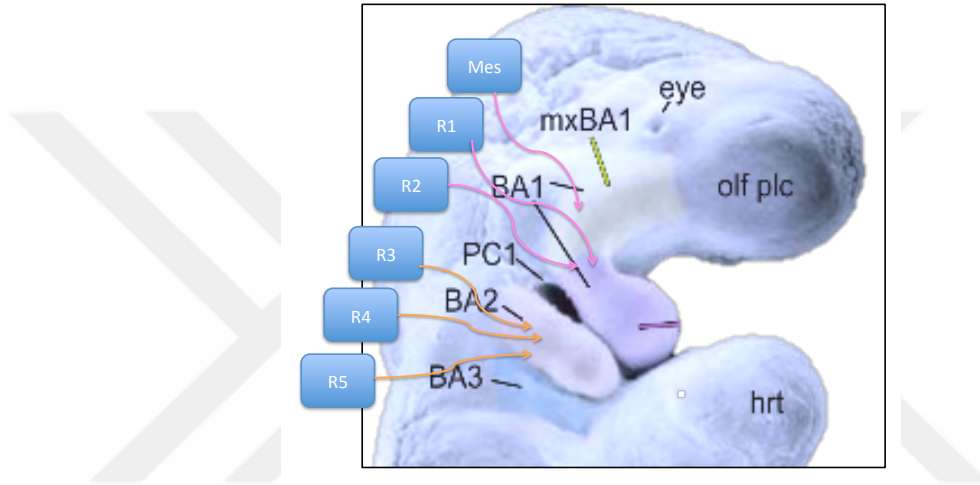 Mes
eye
R1
mxBA1
R2
BA1
olf plc
R3
PC1
BA2
R4
R5
BA3
hrt